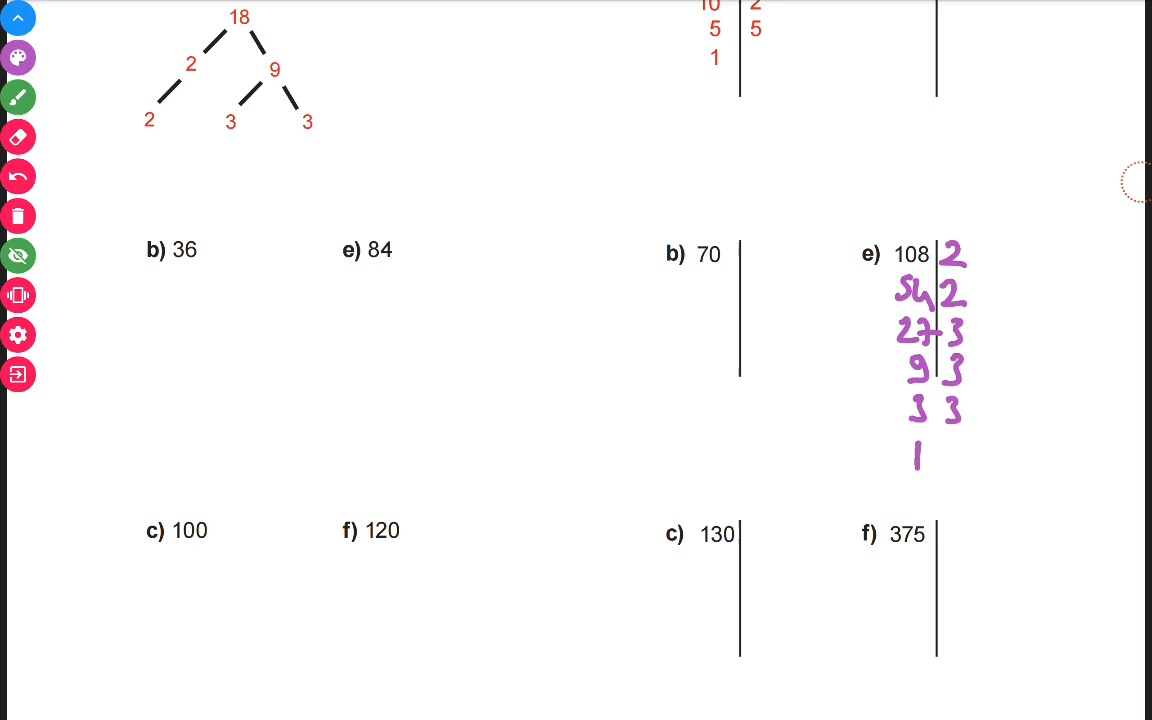 18
2 9
2 3 3
10 2
5 5
1
b) 36
e) 84
c) 100
f) 120
b) 70
e) 108 2
54 2
27 3
9 3
3 3
1
c) 130
f) 375